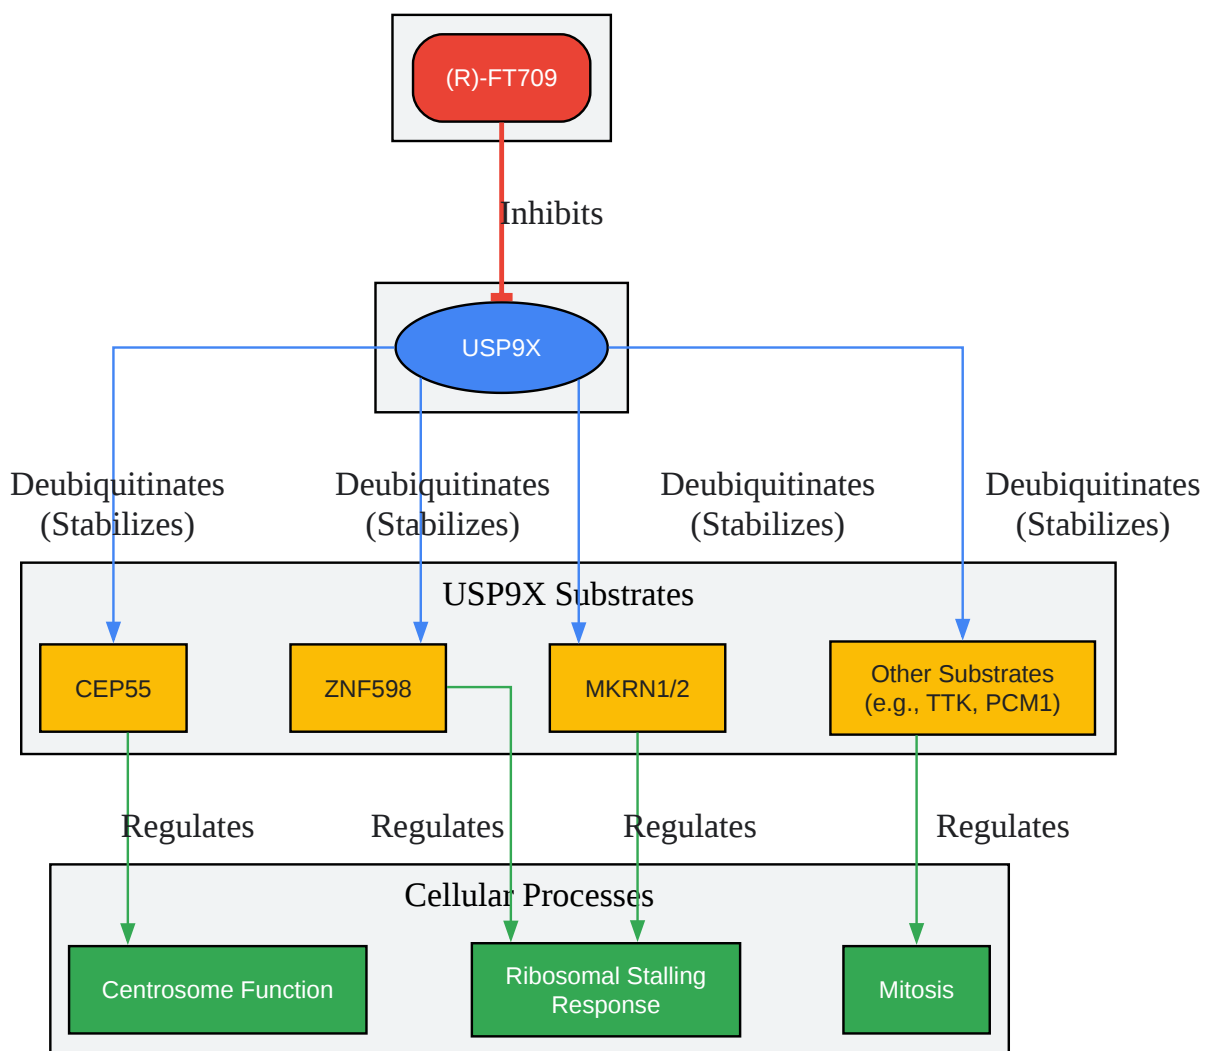 (R)-FT709
Inhibits
USP9X
Deubiquitinates
(Stabilizes)
Deubiquitinates
(Stabilizes)
Deubiquitinates
(Stabilizes)
Deubiquitinates
(Stabilizes)
USP9X Substrates
CEP55
ZNF598
MKRN1/2
Other Substrates
(e.g., TTK, PCM1)
Regulates
Regulates
Regulates
Regulates
Cellular Processes
Centrosome Function
Ribosomal Stalling
Response
Mitosis